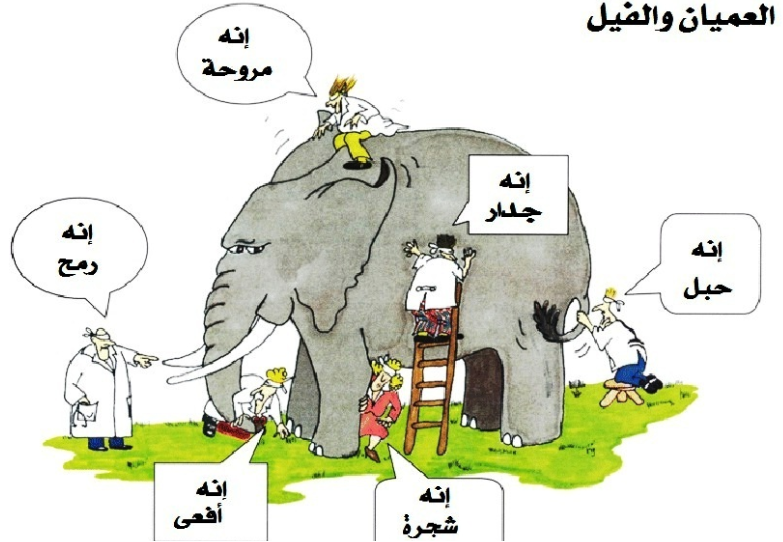 العميان والفيل
إنه
مروحة
إنه
جدار
إنه
حبل
إنه
رمح
إنه
أفعى
إنه
شجرة